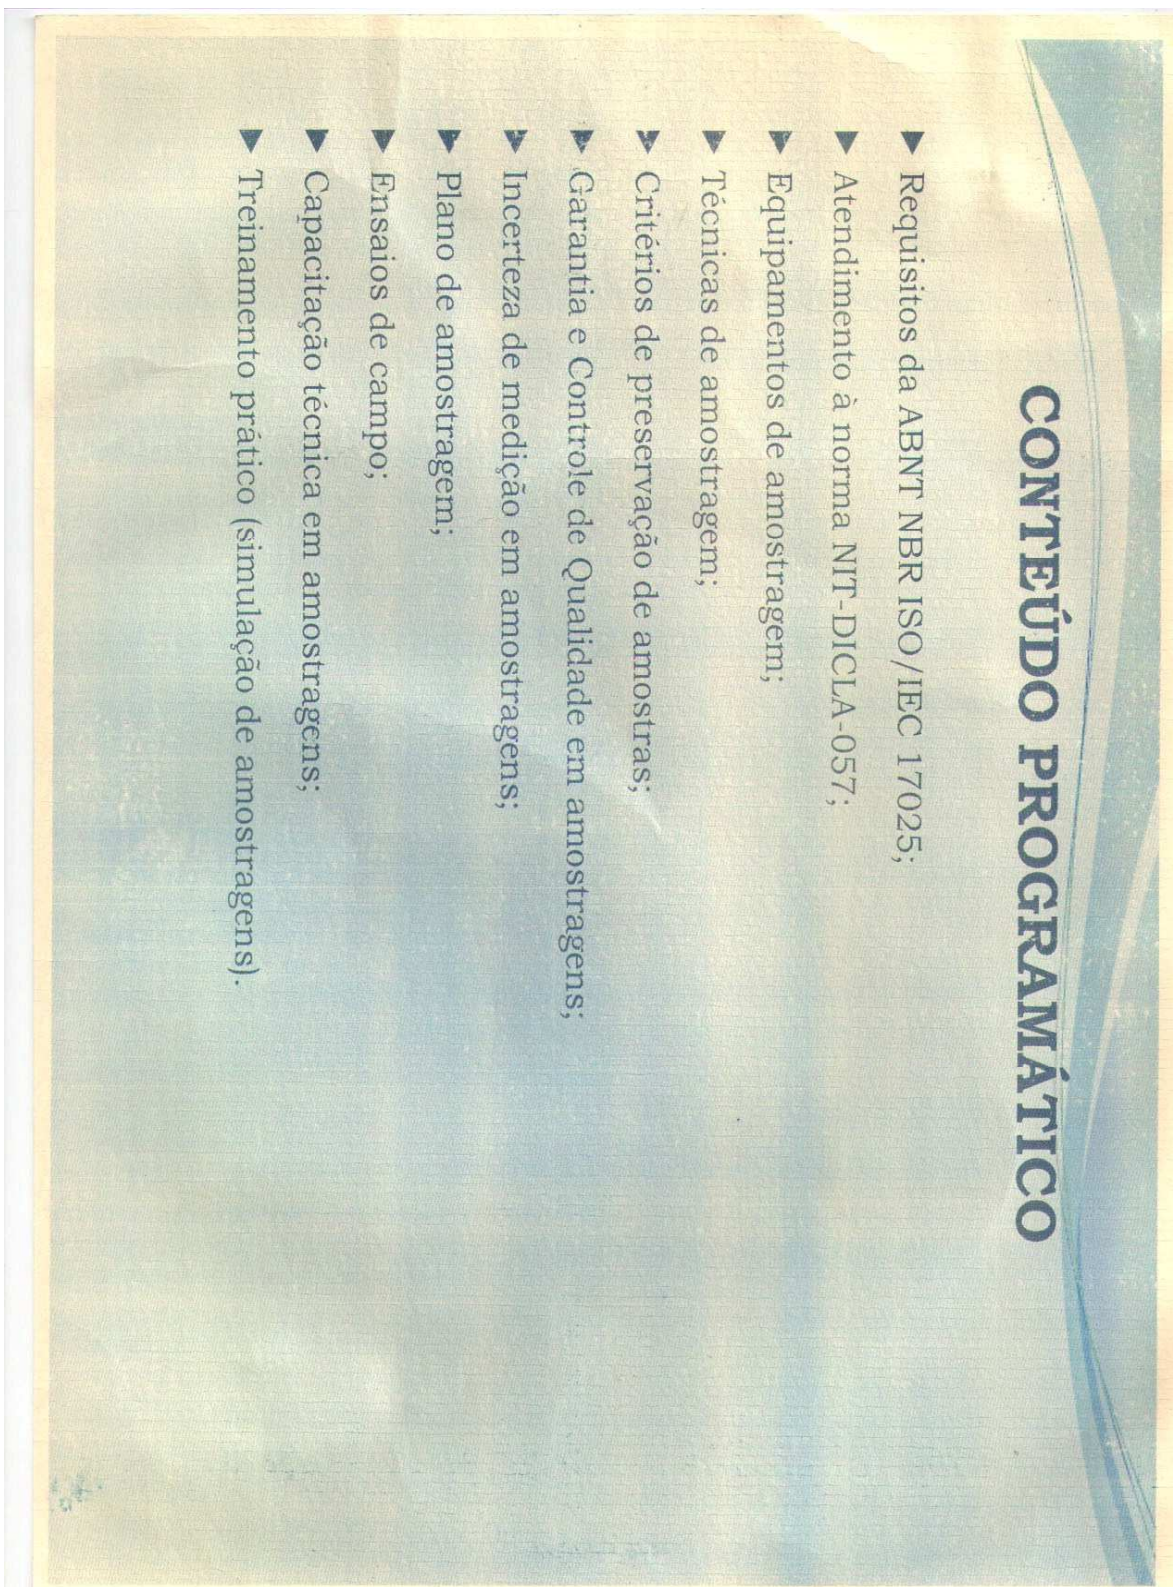 CONTEÚDO PROGRAMÁTICO
Requisitos da ABNT NBR ISO/IEC 17025;
Atendimento à norma NIT-DICLA-057;
Equipamentos de amostragem;
Técnicas de amostragem;
Critérios de preservação de amostras;
Garantia e Controle de Qualidade em amostragens;
Incerteza de medição em amostragens;
Plano de amostragem;
Ensaios de campo;
Capacitação técnica em amostragens;
Treinamento prático (simulação de amostragens).